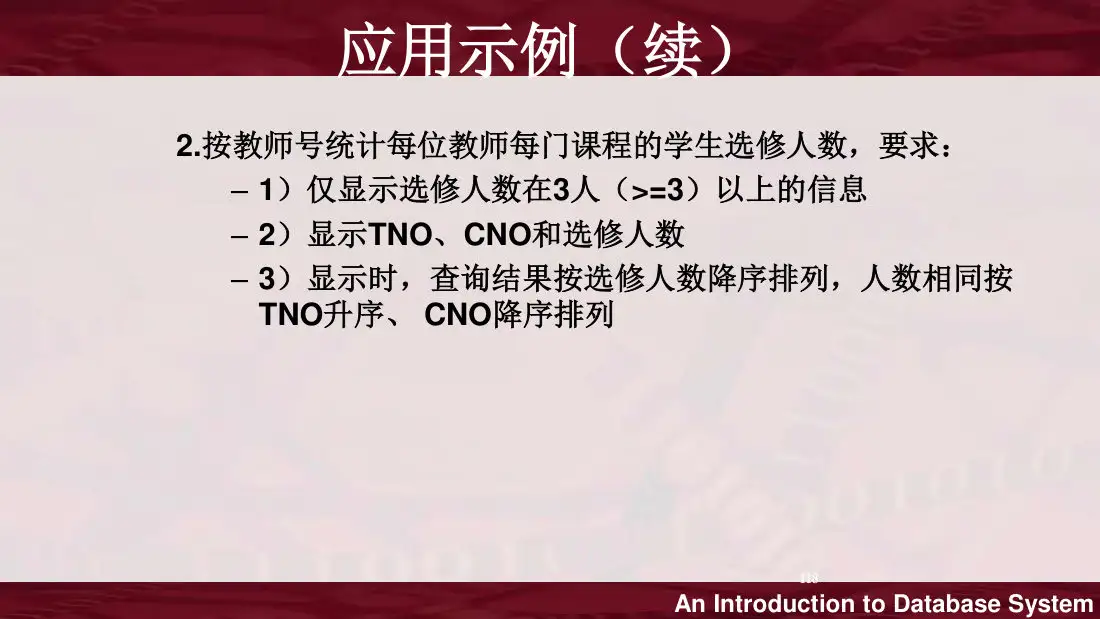 应用示例（续）
2.按教师号统计每位教师每门课程的学生选修人数，要求：
– 1）仅显示选修人数在3人（>=3）以上的信息
– 2）显示TNO、CNO和选修人数
– 3）显示时，查询结果按选修人数降序排列，人数相同按
TNO升序、 CNO降序排列
An Introduction to Database System